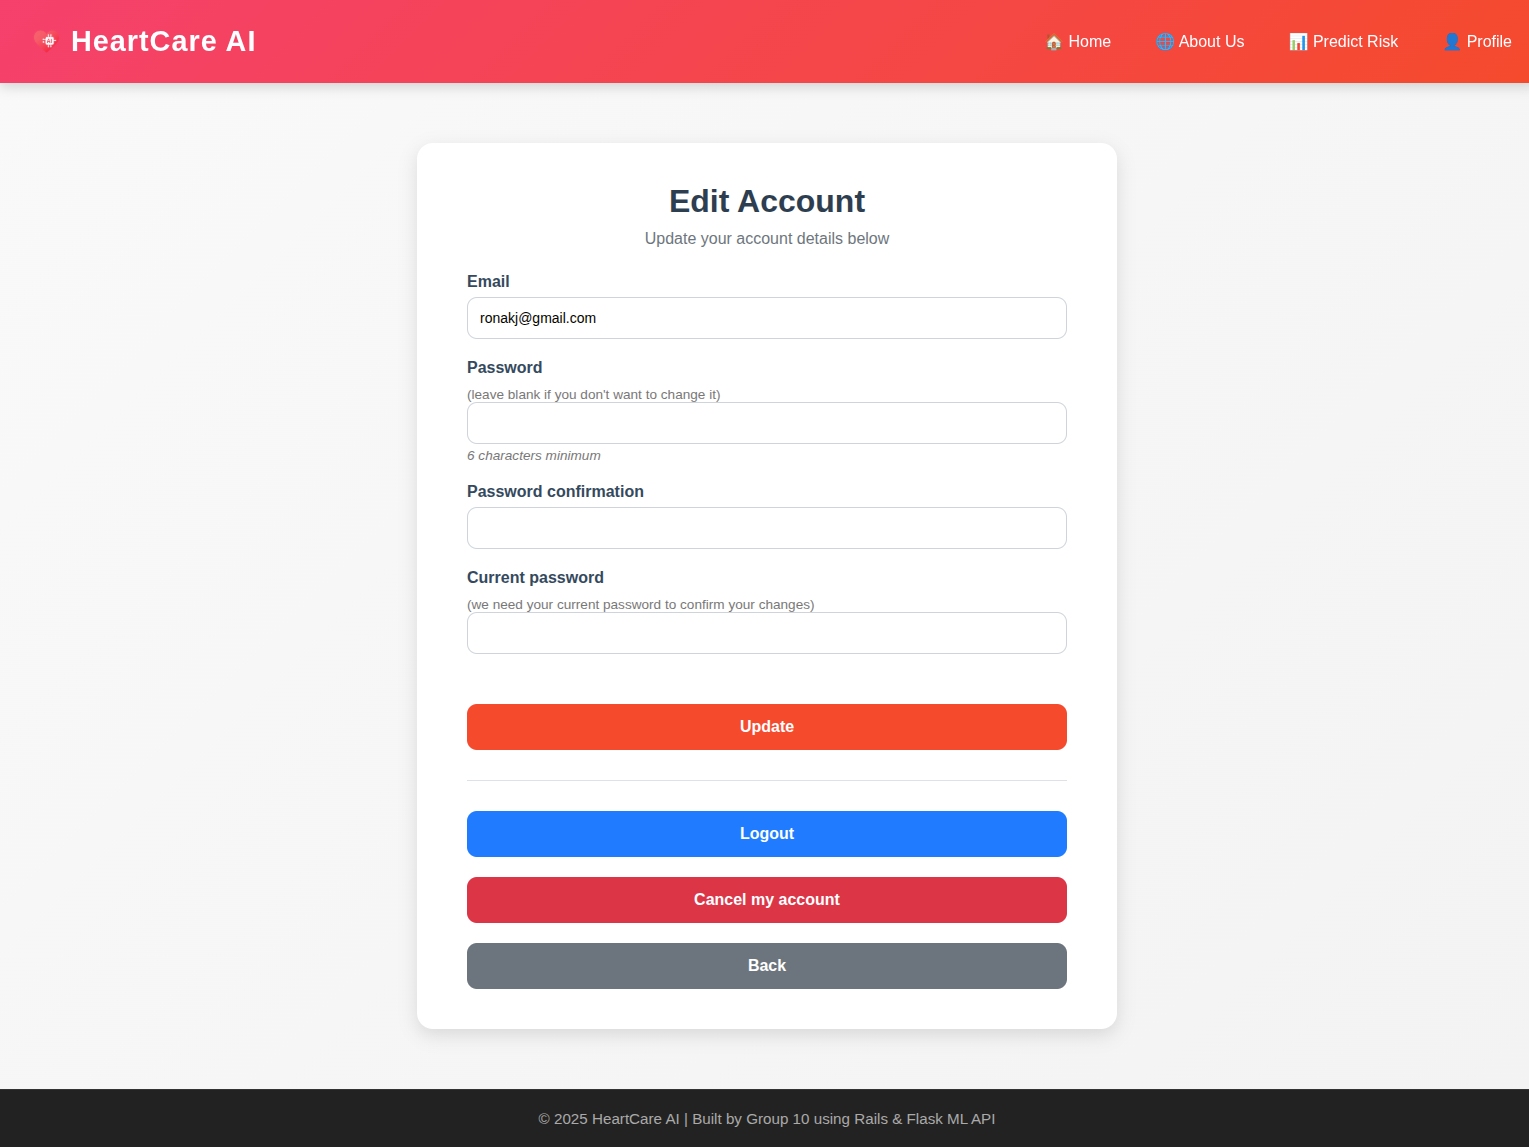 HeartCare AI
🏠 Home
🌐 About Us
📊 Predict Risk
👤 Profile
Edit Account
Update your account details below
Email
ronakj@gmail.com
Password
(leave blank if you don't want to change it)
6 characters minimum
Password confirmation
Current password
(we need your current password to confirm your changes)
Update
Logout
Cancel my account
Back
© 2025 HeartCare AI | Built by Group 10 using Rails & Flask ML API